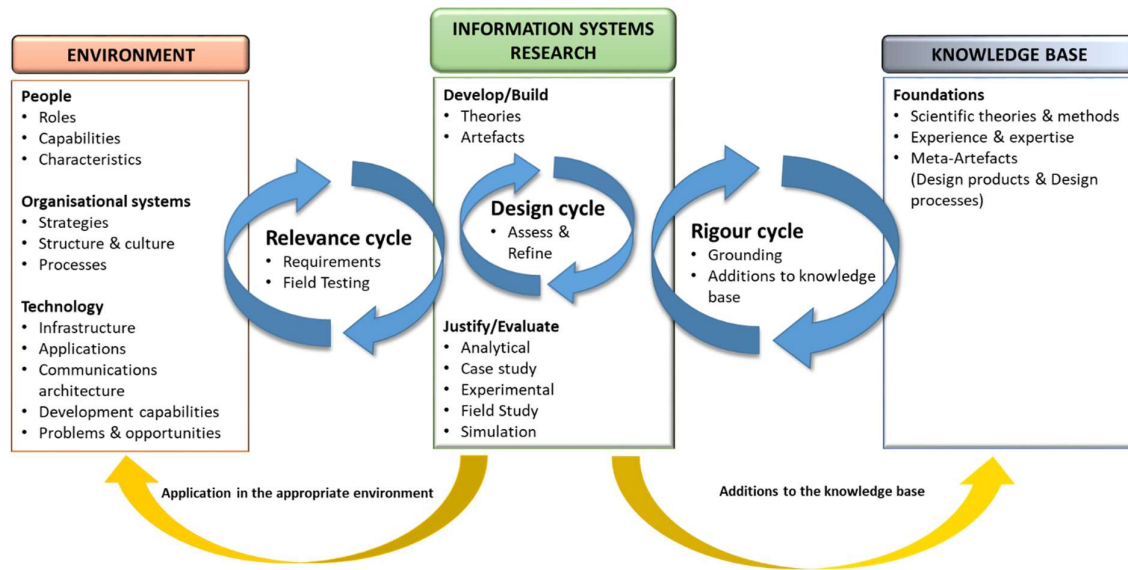 ENVIRONMENT
People
• Roles
• Capabilities
• Characteristics
Organisational systems
• Strategies
• Structure & culture
• Processes
Technology
• Infrastructure
• Applications
• Communications
architecture
• Development capabilities
• Problems & opportunities
Relevance cycle
• Requirements
• Field Testing
INFORMATION SYSTEMS
RESEARCH
Develop/Build
• Theories
• Artefacts
Design cycle
• Assess &
Refine
Justify/Evaluate
• Analytical
• Case study
• Experimental
• Field Study
• Simulation
Rigour cycle
• Grounding
• Additions to knowledge
base
KNOWLEDGE BASE
Foundations
• Scientific theories & methods
• Experience & expertise
• Meta-Artefacts
(Design products & Design
processes)
Application in the appropriate environment
Additions to the knowledge base